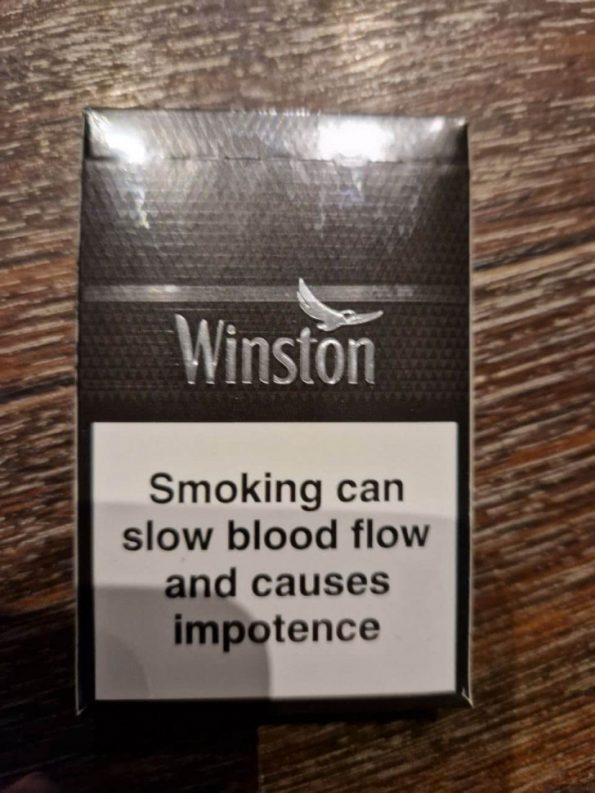 Winston
Smoking can
slow blood flow
and causes
impotence